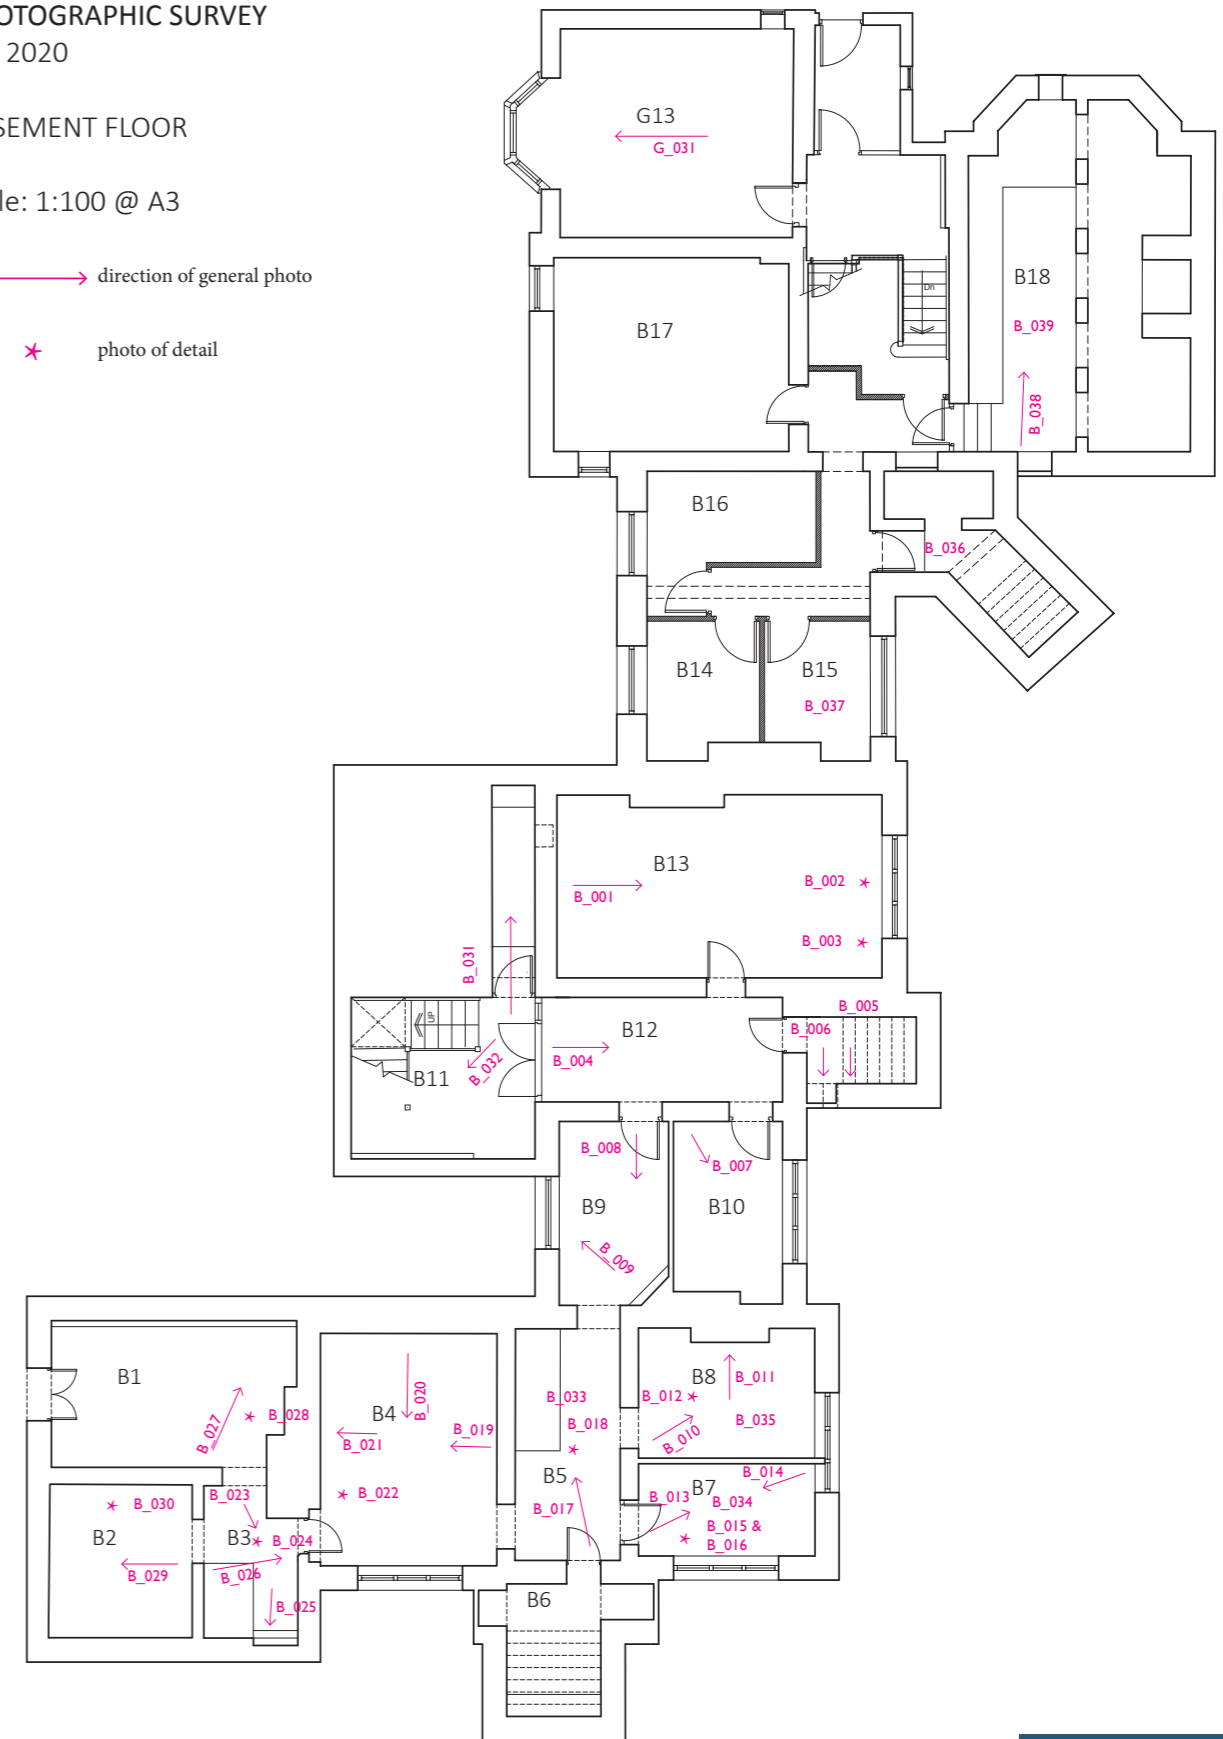 OTOGRAPHIC SURVEY
2020
SEMENT FLOOR
le: 1:100 @ A3
direction of general photo
photo of detail
G13
G_031
B17
Dn
B18
B_039
B_038
B16
B_036
B14
B15
B_037
B13
B_001
B_002
B_003
B_031
UP
B_032
B11
B12
B_004
B_005
B_006
B_008
B_007
B9
B10
B_009
B1
B_027
B_028
B_020
B4
B_021
B_019
B_022
B_033
B_018
B5
B_017
B8
B_011
B_012
B_035
B_010
B_014
B7
B_013
B_034
B_015 &
B_016
B_030
B2
B_029
B_023
B3
B_024
B_026
B_025
B6